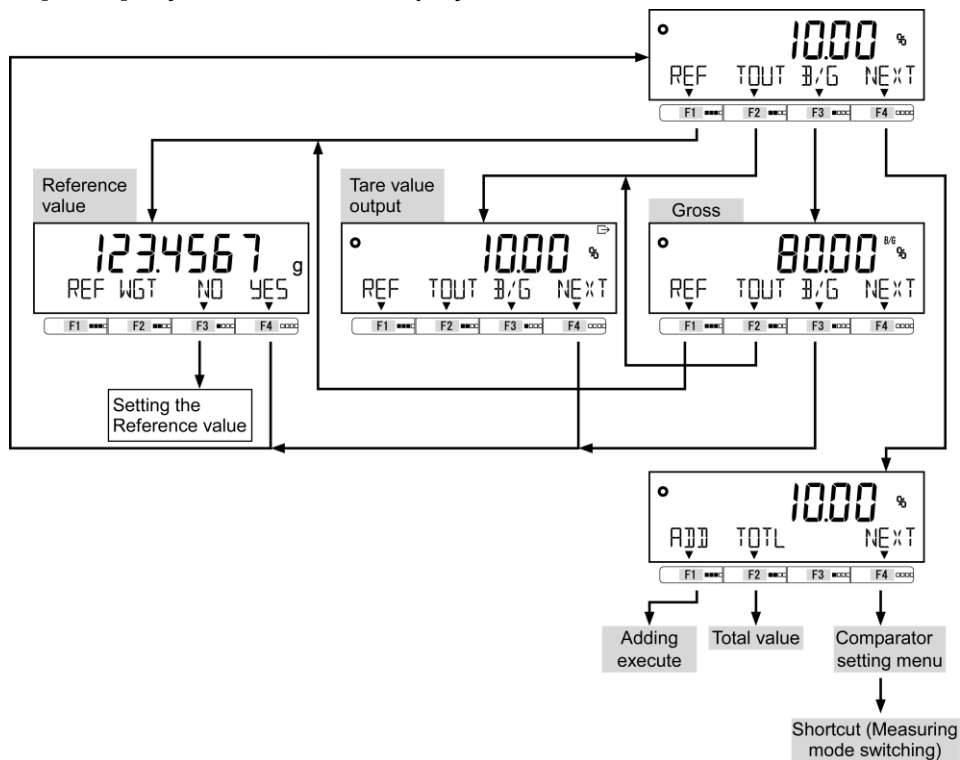 10.00 %
REF TOUT B/G NEXT
F1 F2 F3 F4
Reference
value
123.4567 g
REF WGT NO YES
F1 F2 F3 F4
Tare value
output
10.00 %
REF TOUT B/G NEXT
F1 F2 F3 F4
Gross
80.00 B/G %
REF TOUT B/G NEXT
F1 F2 F3 F4
Setting the
Reference value
10.00 %
ADD TOTL NEXT
F1 F2 F3 F4
Adding
execute
Total value
Comparator
setting menu
Shortcut (Measuring
mode switching)